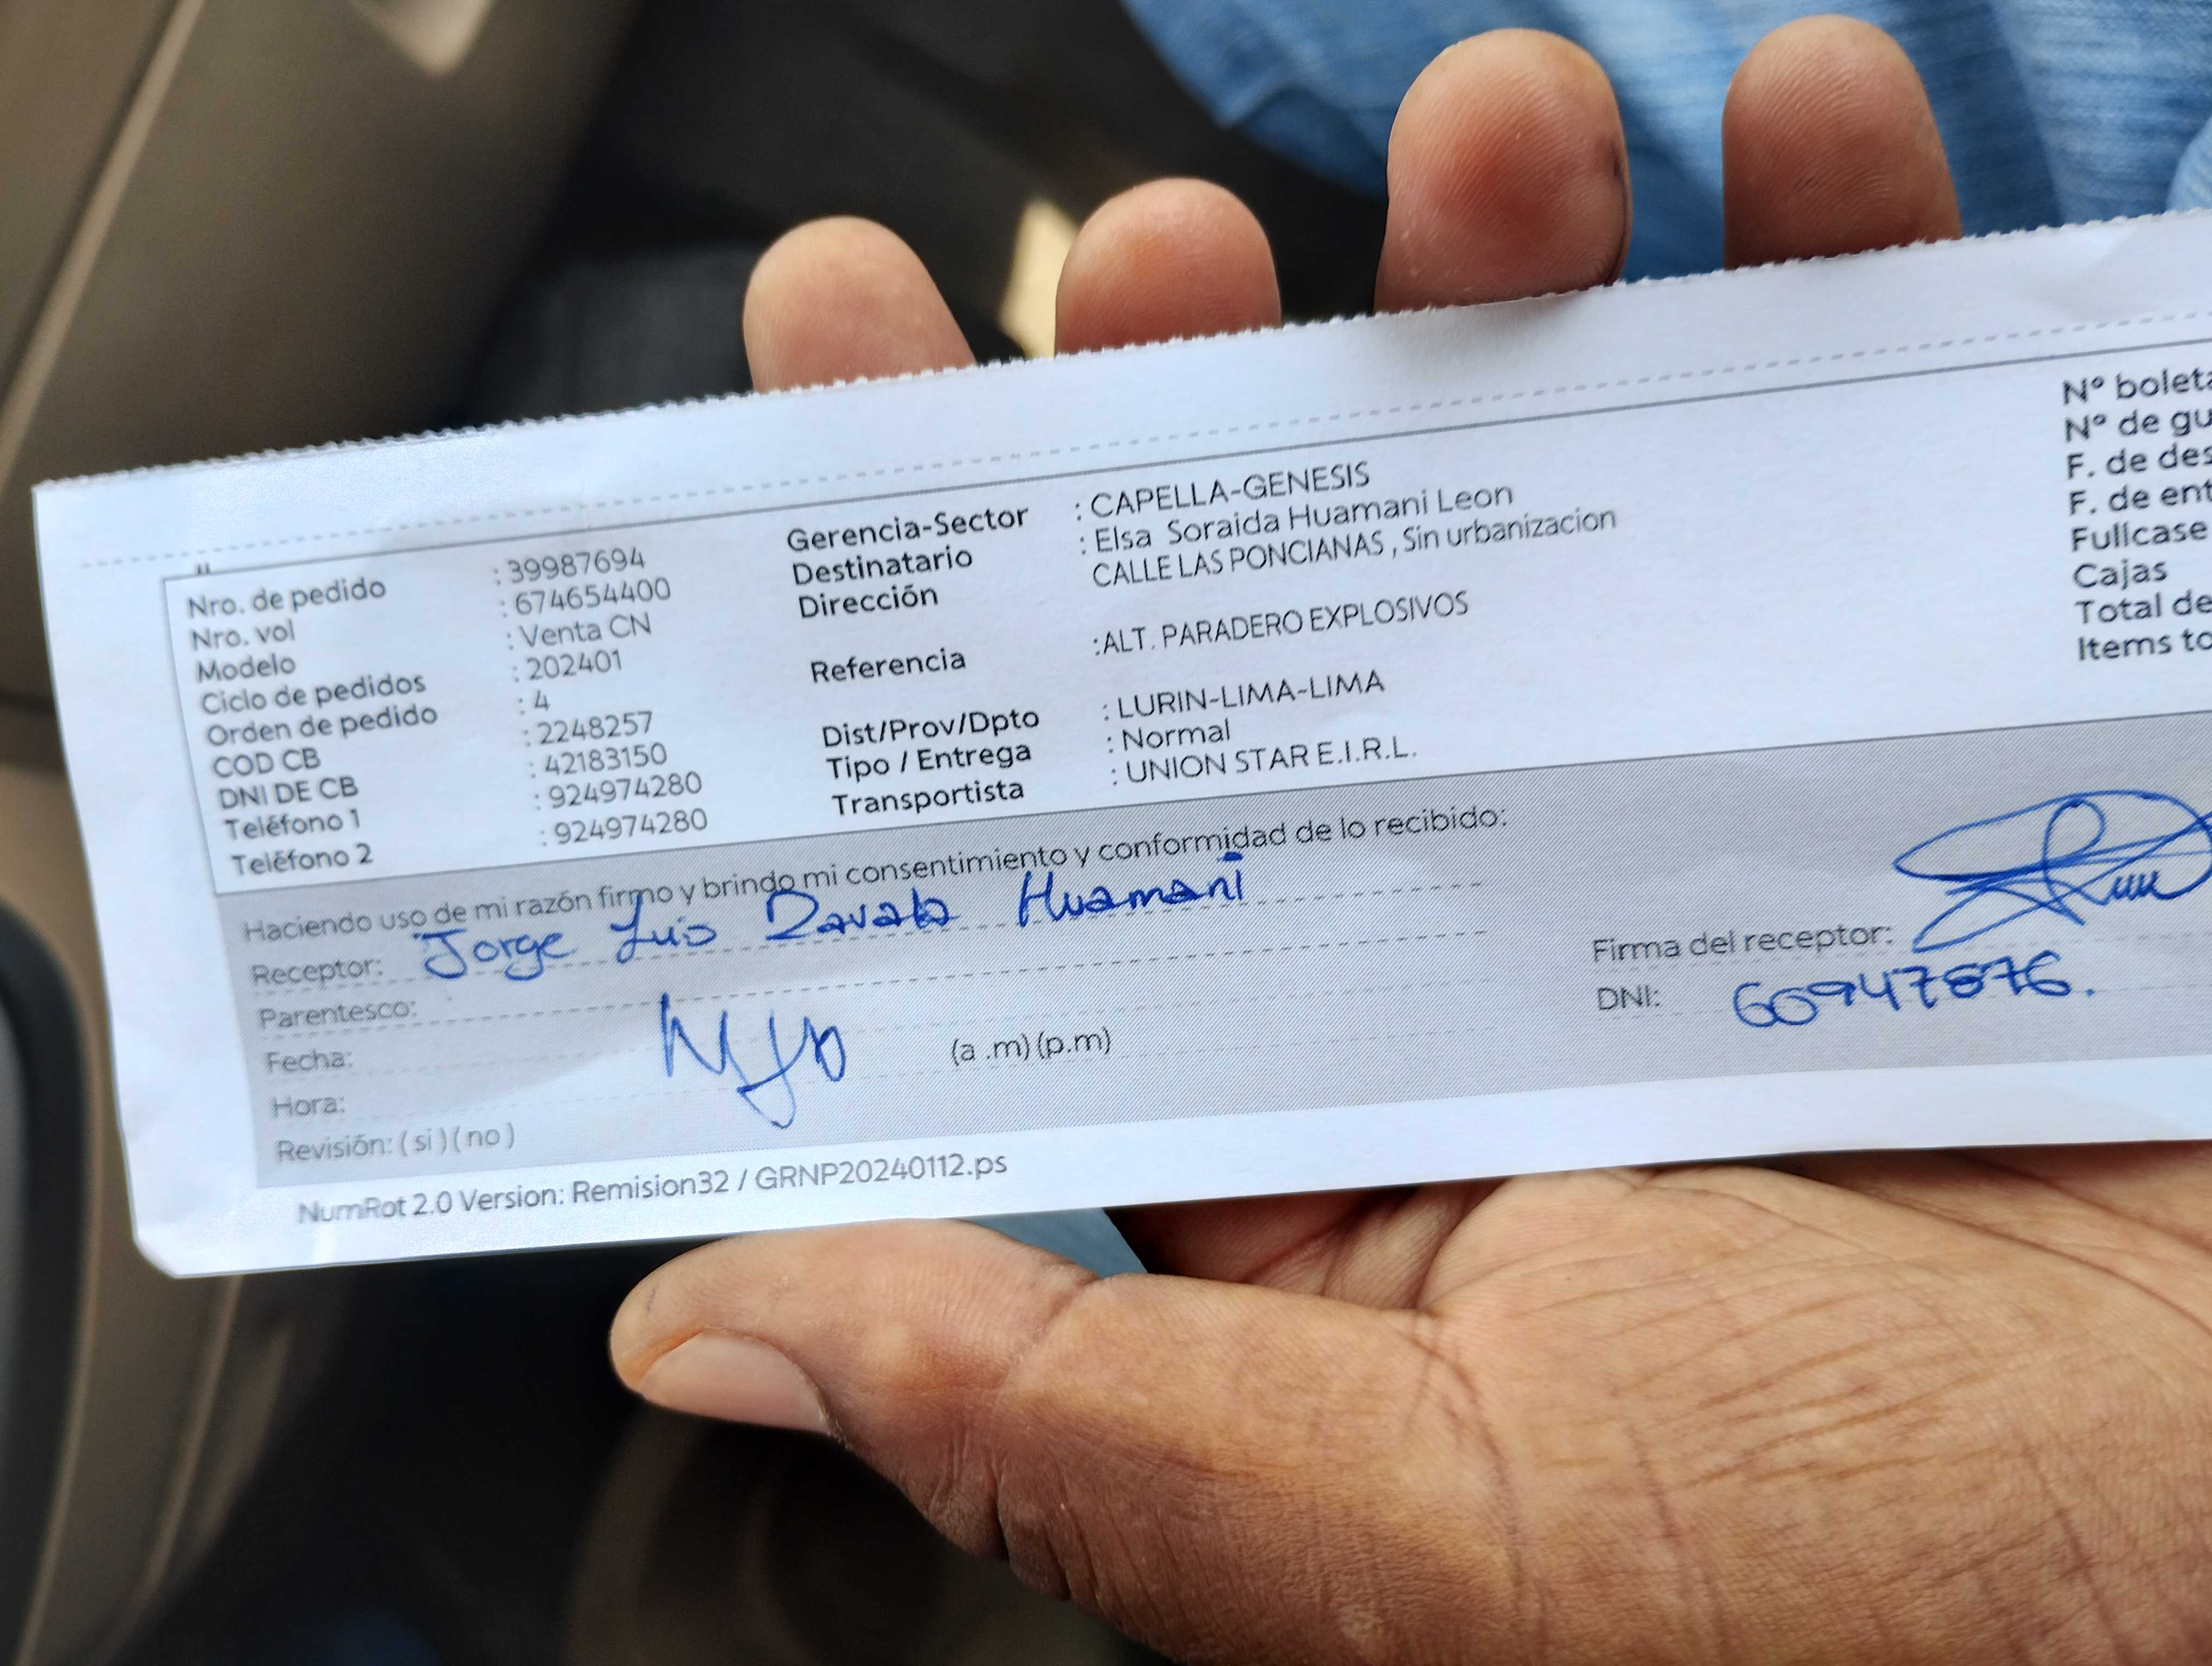 Nro. de pedido : 39987694
Nro. vol : 674654400
Modelo : Venta CN
Ciclo de pedidos : 202401
Orden de pedido : 4
COD CB : 2248257
DNI DE CB : 42183150
Teléfono 1 : 924974280
Teléfono 2 : 924974280
Gerencia-Sector : CAPELLA-GENESIS
Destinatario : Elsa Soraida Huamani Leon
Dirección CALLE LAS PONCIANAS , Sin urbanizacion
Referencia :ALT. PARADERO EXPLOSIVOS
Dist/Prov/Dpto : LURIN-LIMA-LIMA
Tipo / Entrega : Normal
Transportista : UNION STAR E.I.R.L.
Nº boleta
Nº de gu
F. de des
F. de ent
Fullcase
Cajas
Total de
Items to
Haciendo uso de mi razón firmo y brindo mi consentimiento y conformidad de lo recibido:
Receptor: Jorge Luis Huamani
Parentesco:
Fecha:
Hora: (a .m) (p.m)
Revisión: ( si ) ( no )
Firma del receptor:
DNI:
NumRot 2.0 Version: Remision32 / GRNP20240112.ps